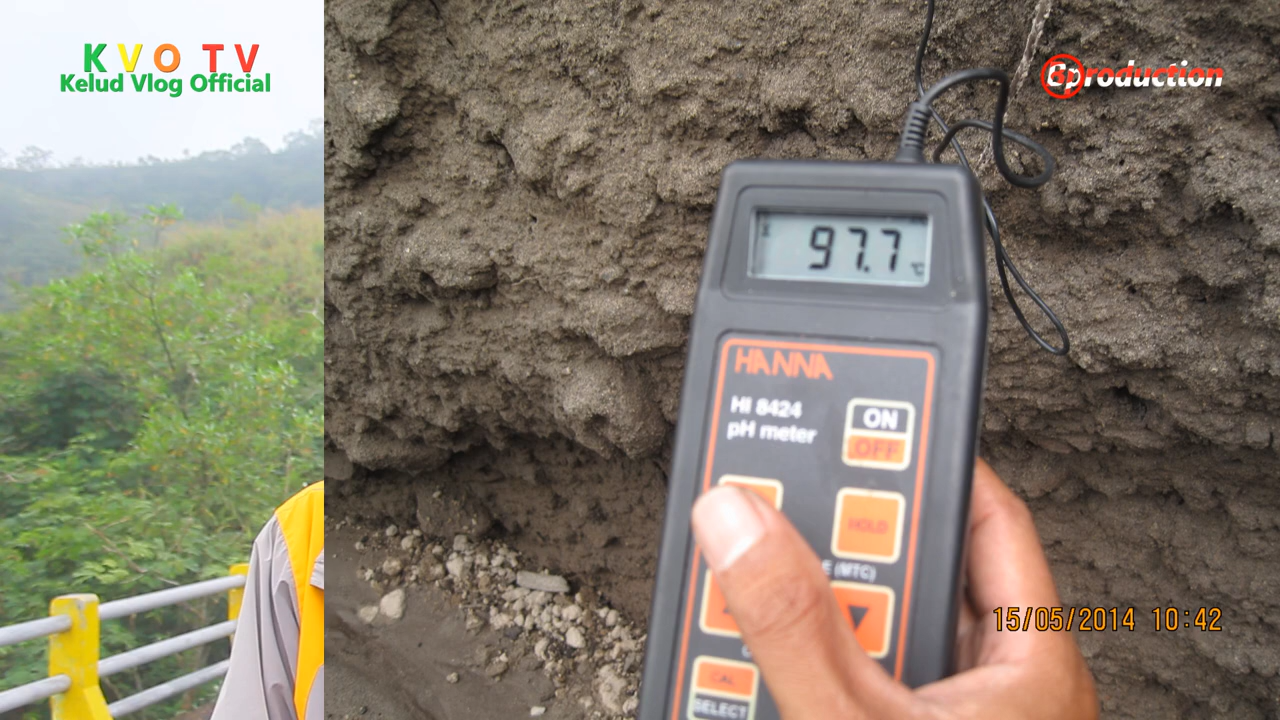 K V O T V
Kelud Vlog Official
6production
97.7 °C
HANNA
HI 8424
pH meter
ON
OFF
HOLD
E (MTC)
CAL
SELECT
15/05/2014 10:42